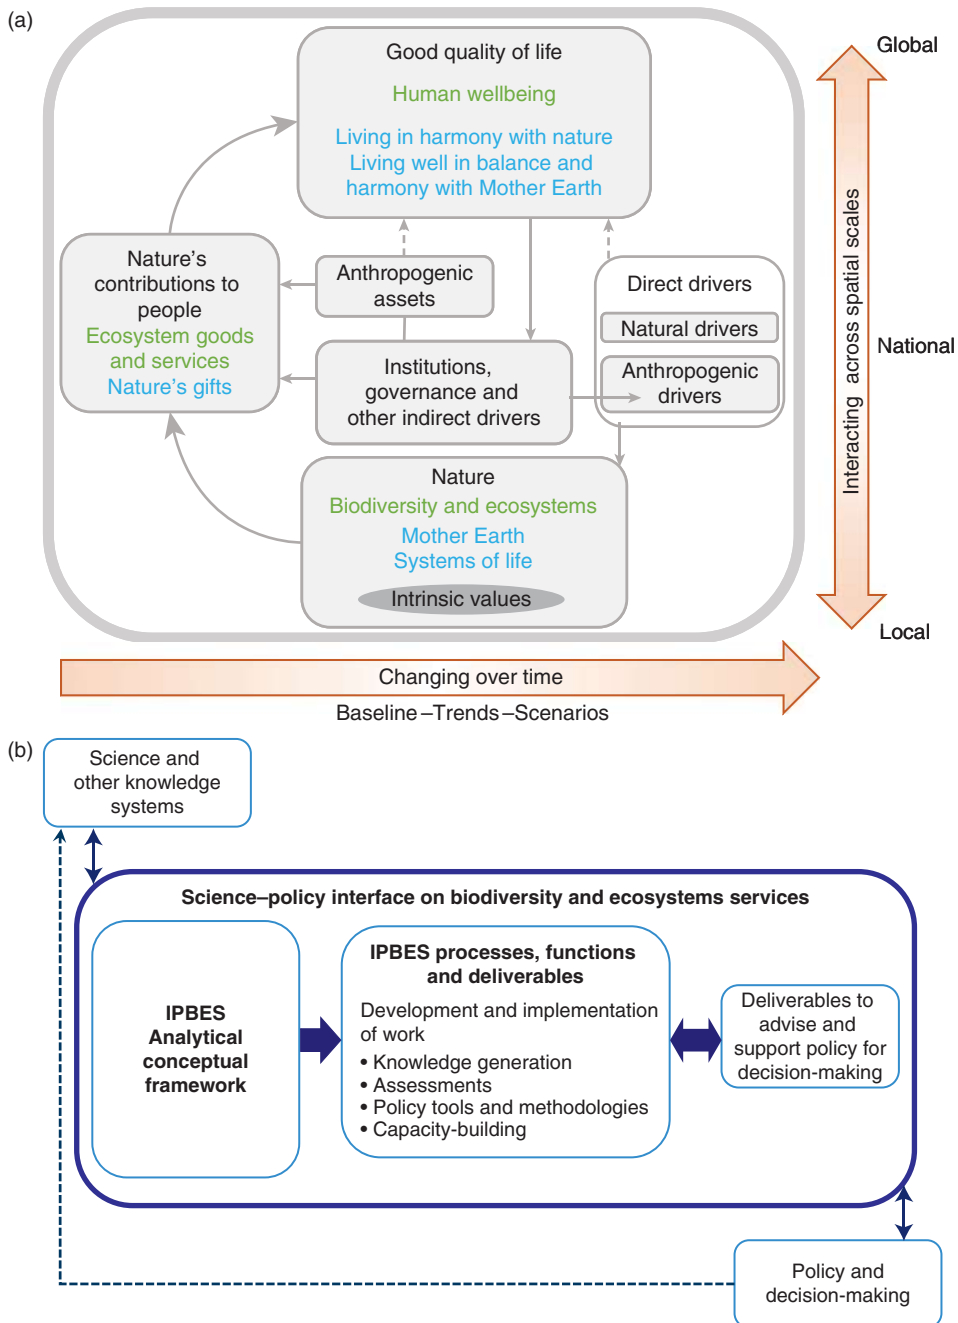 (a)
Good quality of life
Human wellbeing
Living in harmony with nature
Living well in balance and
harmony with Mother Earth
Nature's
contributions to
people
Ecosystem goods
and services
Nature's gifts
Anthropogenic
assets
Institutions,
governance and
other indirect drivers
Direct drivers
Natural drivers
Anthropogenic
drivers
Nature
Biodiversity and ecosystems
Mother Earth
Systems of life
Intrinsic values
Global
National
Local
Interacting across spatial scales
Changing over time
Baseline–Trends–Scenarios
(b)
Science and
other knowledge
systems
Science–policy interface on biodiversity and ecosystems services
IPBES
Analytical
conceptual
framework
IPBES processes, functions
and deliverables
Development and implementation
of work
• Knowledge generation
• Assessments
• Policy tools and methodologies
• Capacity-building
Deliverables to
advise and
support policy for
decision-making
Policy and
decision-making